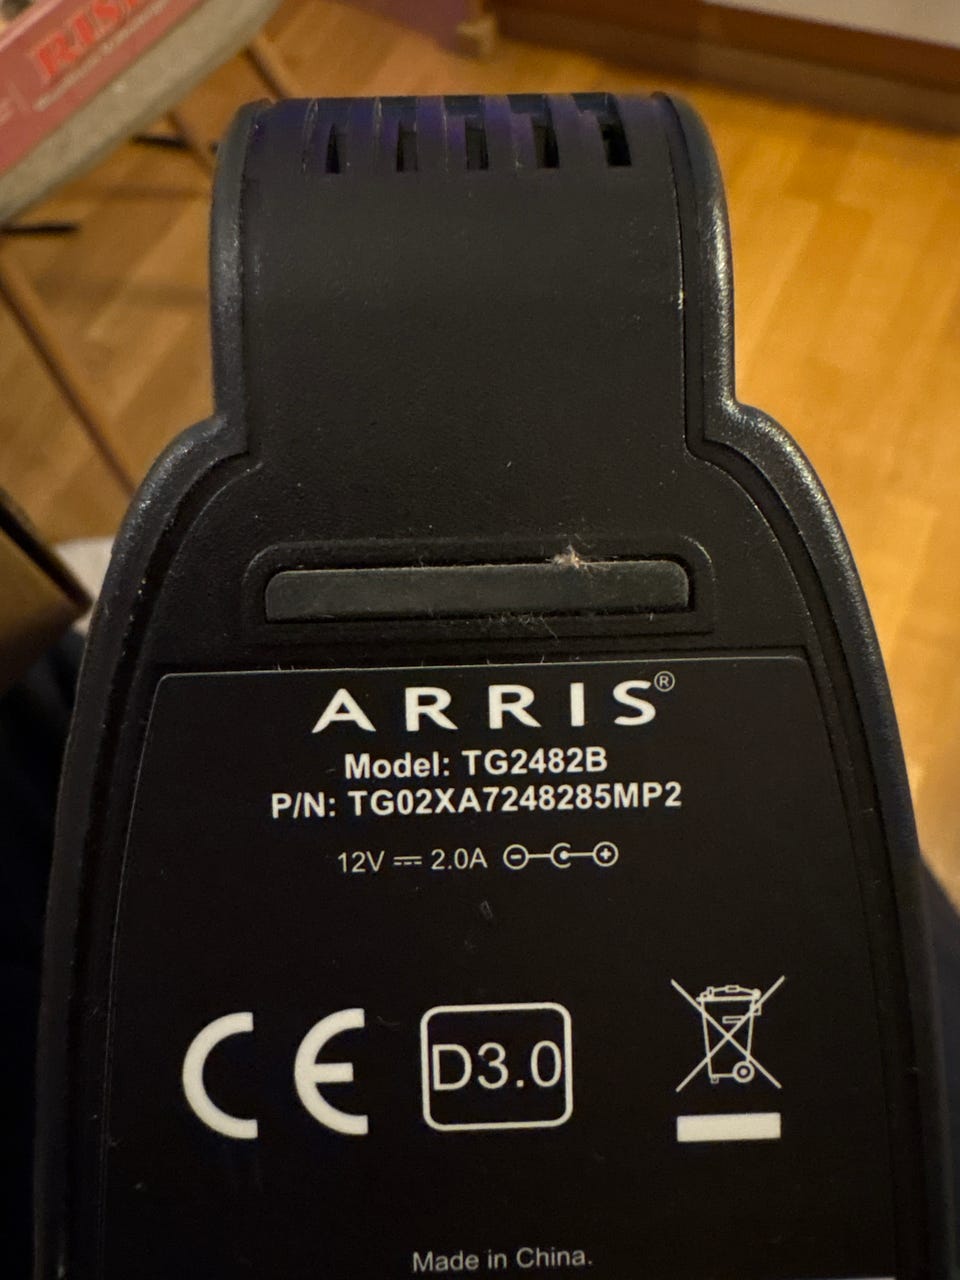 ARRIS®
Model: TG2482B
P/N: TG02XA7248285MP2
12V ⎓ 2.0A
CE
D3.0
Made in China.